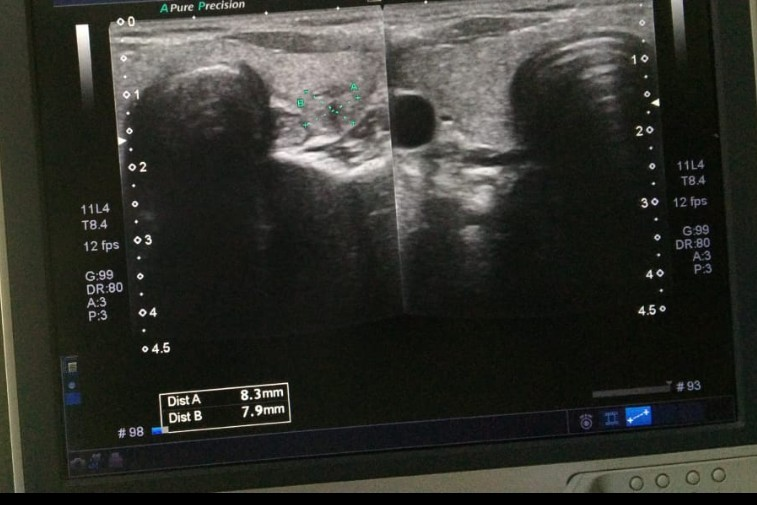 A Pure Precision
0
1
2
3
4
4.5
B
A
11L4
T8.4
12 fps
G:99
DR:80
A:3
P:3
1
2
3
4
4.5
11L4
T8.4
12 fps
G:99
DR:80
A:3
P:3
Dist A 8.3mm
Dist B 7.9mm
#98
#93